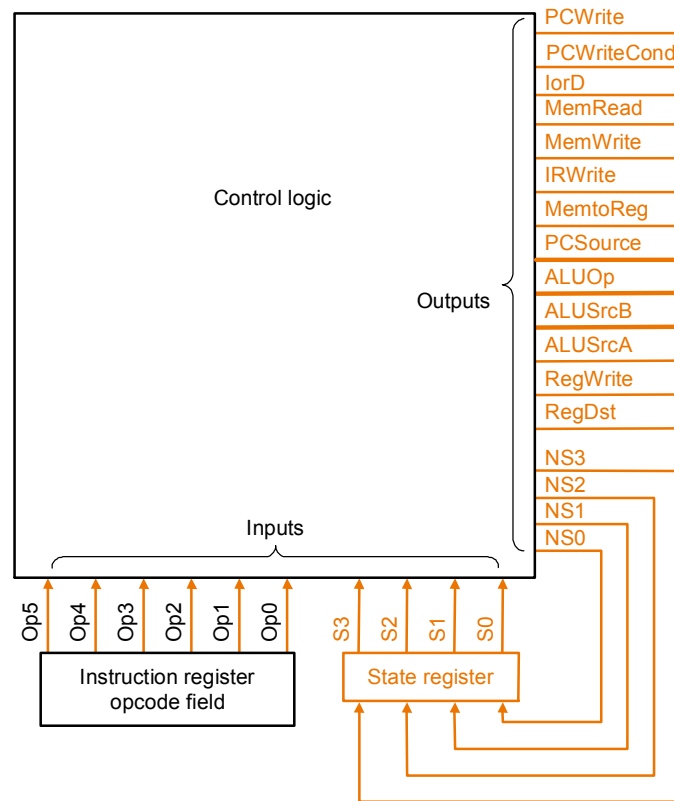 PCWrite
PCWriteCond
IorD
MemRead
MemWrite
IRWrite
MemtoReg
PCSource
ALUOp
ALUSrcB
ALUSrcA
RegWrite
RegDst
NS3
NS2
NS1
NS0
Control logic
Outputs
Inputs
Op5
Op4
Op3
Op2
Op1
Op0
S3
S2
S1
S0
Instruction register
opcode field
State register